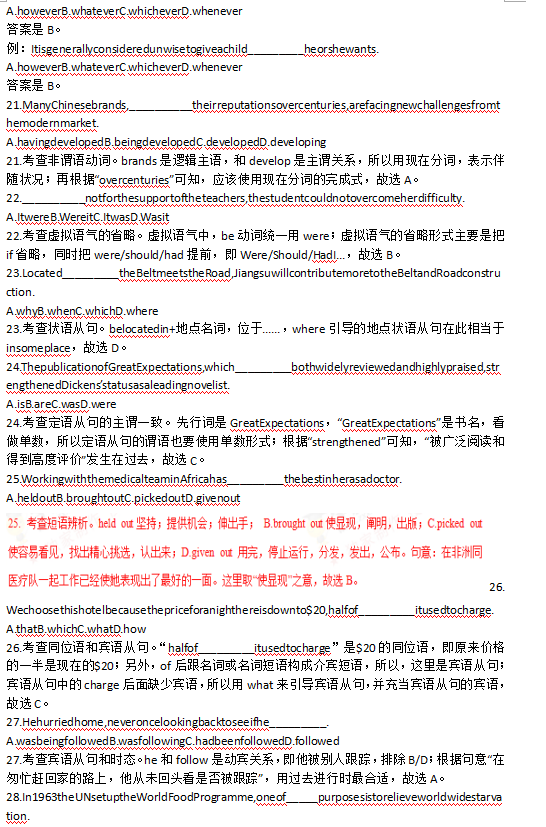 A.howeverB.whateverC.whicheverD.whenever
答案是 B。
例：Itisgenerallyconsideredunwisetogiveachild_________heorshewants.
A.howeverB.whateverC.whicheverD.whenever
答案是 B。
21.ManyChinesebrands,__________theirreputationsovercenturies,arefacingnewchallengesfromt
hemodernmarket.
A.havingdevelopedB.beingdevelopedC.developedD.developing
21.考查非谓语动词。brands 是逻辑主语，和 develop 是主谓关系，所以用现在分词，表示伴
随状况；再根据“overcenturies”可知，应该使用现在分词的完成式，故选 A。
22.__________notforthesupportoftheteachers,thestudentcouldnotovercomeherdifficulty.
A.ItwereB.WereitC.ItwasD.Wasit
22.考查虚拟语气的省略。虚拟语气中，be 动词统一用 were；虚拟语气的省略形式主要是把
if 省略，同时把 were/should/had 提前，即 Were/Should/HadI…，故选 B。
23.Located_________theBeltmeetstheRoad,JiangsuwillcontributemoretotheBeltandRoadconstru
ction.
A.whyB.whenC.whichD.where
23.考查状语从句。belocatedin+地点名词，位于……，where 引导的地点状语从句在此相当于
insomeplace，故选 D。
24.ThepublicationofGreatExpectations,which_________bothwidelyreviewedandhighlypraised,str
engthenedDickens’sstatusasaleadingnovelist.
A.isB.areC.wasD.were
24.考查定语从句的主谓一致。先行词是 GreatExpectations，“GreatExpectations”是书名，看
做单数，所以定语从句的谓语也要使用单数形式；根据“strengthened”可知，“被广泛阅读和
得到高度评价”发生在过去，故选 C。
25.WorkingwiththemedicalteaminAfricahas_________thebestinherasadoctor.
A.heldoutB.broughtoutC.pickedoutD.givenout
25. 考查短语辨析。held out 坚持；提供机会；伸出手； B.brought out 使显现，阐明，出版；C.picked out
使容易看见，找出精心挑选，认出来；D.given out 用完，停止运行，分发，发出，公布。句意：在非洲同
医疗队一起工作已经使她表现出了最好的一面。这里取“使显现”之意，故选 B。
26.
Wechoosethishotelbecausethepriceforanighthereisdownto$20,halfof_________itusedtocharge.
A.thatB.whichC.whatD.how
26.考查同位语和宾语从句。“halfof_________itusedtocharge”是$20 的同位语，即原来价格
的一半是现在的$20；另外，of 后跟名词或名词短语构成介宾短语，所以，这里是宾语从句；
宾语从句中的 charge 后面缺少宾语，所以用 what 来引导宾语从句，并充当宾语从句的宾语，
故选 C。
27.Hehurriedhome,neveroncelookingbacktoseeifhe_________.
A.wasbeingfollowedB.wasfollowingC.hadbeenfollowedD.followed
27.考查宾语从句和时态。he 和 follow 是动宾关系，即他被别人跟踪，排除 B/D；根据句意“在
匆忙赶回家的路上，他从未回头看是否被跟踪”，用过去进行时最合适，故选 A。
28.In1963theUNsetuptheWorldFoodProgramme,oneof_____purposesistorelieveworldwidestarva
tion.